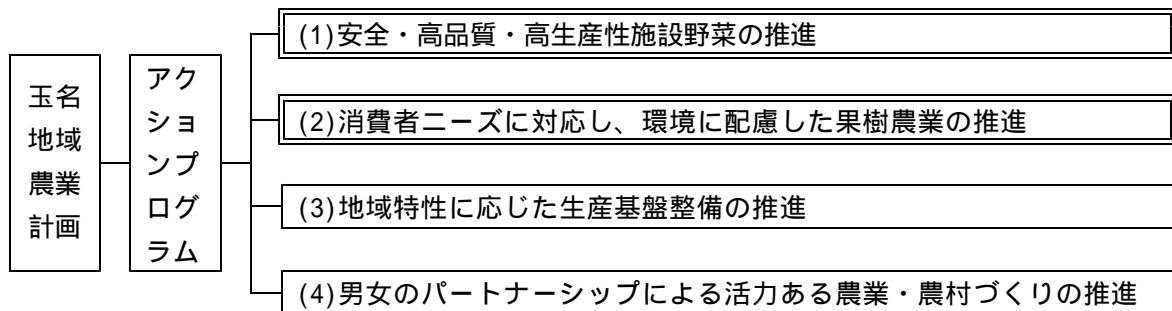 玉名
地域
農業
計画
アク
ショ
ンプ
ログ
ラム
(1)安全・高品質・高生産性施設野菜の推進
(2)消費者ニーズに対応し、環境に配慮した果樹農業の推進
(3)地域特性に応じた生産基盤整備の推進
(4)男女のパートナーシップによる活力ある農業・農村づくりの推進